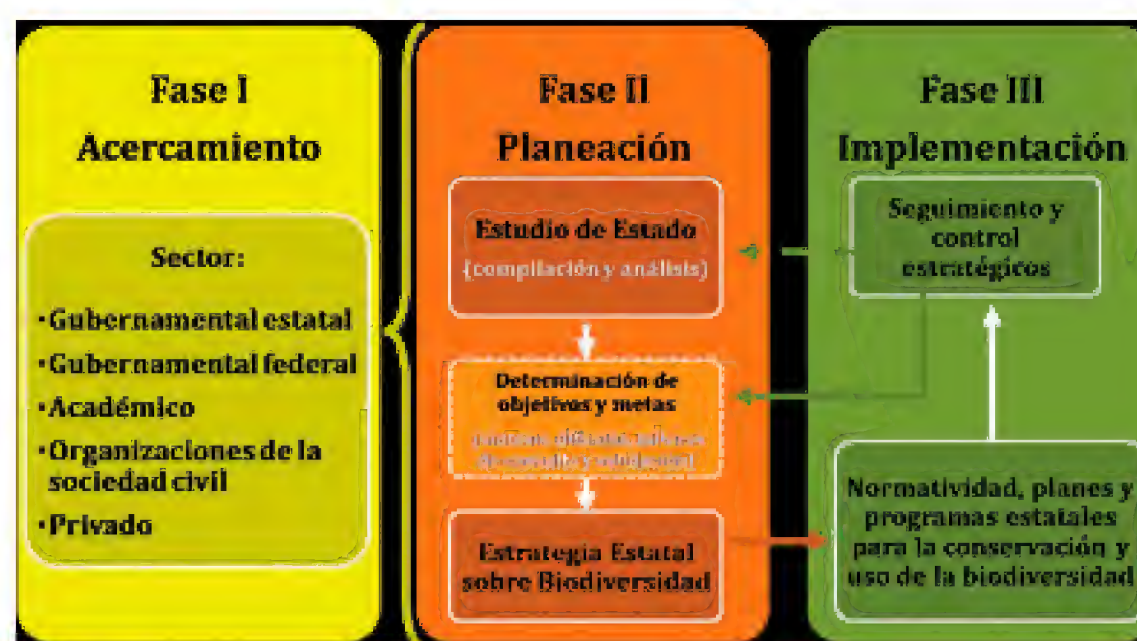 Fase I
Acercamiento
Sector:
·Gubernamental estatal
·Gubernamental federal
·Académico
·Organizaciones de la
sociedad civil
·Privado
Fase II
Planeación
Estudio de Estado
(compilación y análisis)
Determinación de
objetivos y metas
Estrategia Estatal
sobre Biodiversidad
Fase III
Implementación
Seguimiento y
control
estratégicos
Normatividad, planes y
programas estatales
para la conservación y
uso de la biodiversidad